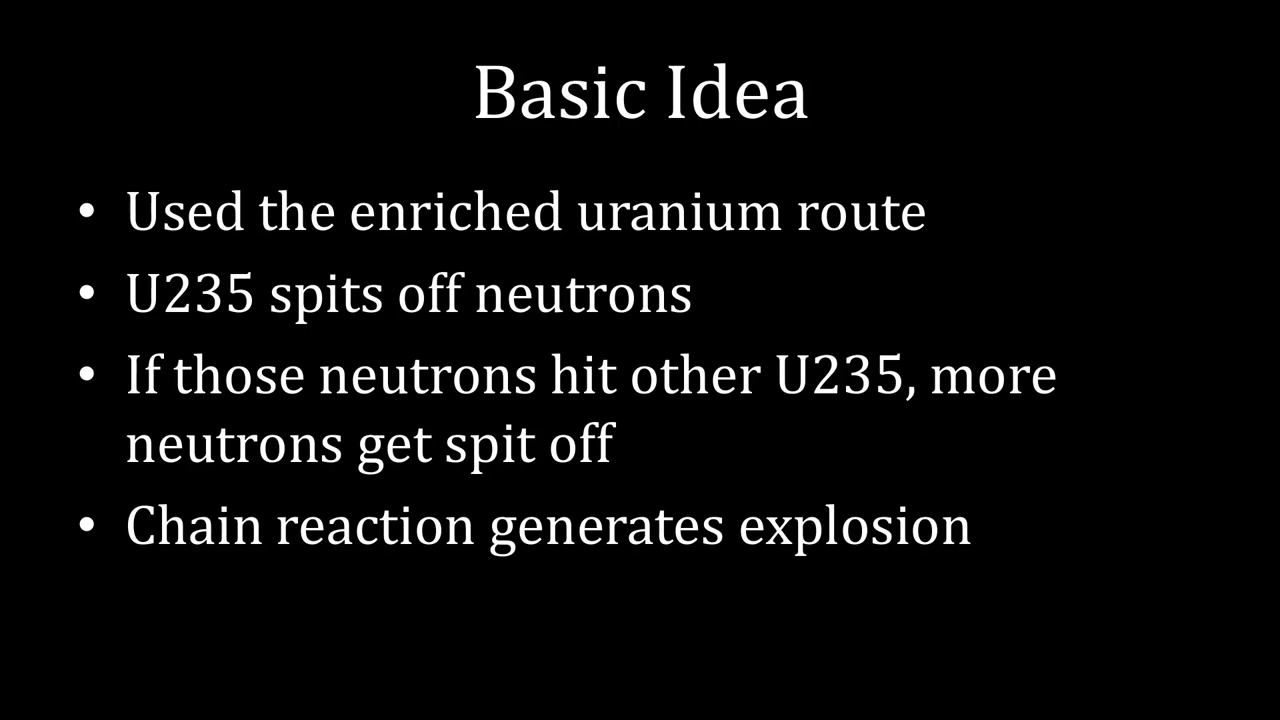 Basic Idea
• Used the enriched uranium route
• U235 spits off neutrons
• If those neutrons hit other U235, more
neutrons get spit off
• Chain reaction generates explosion